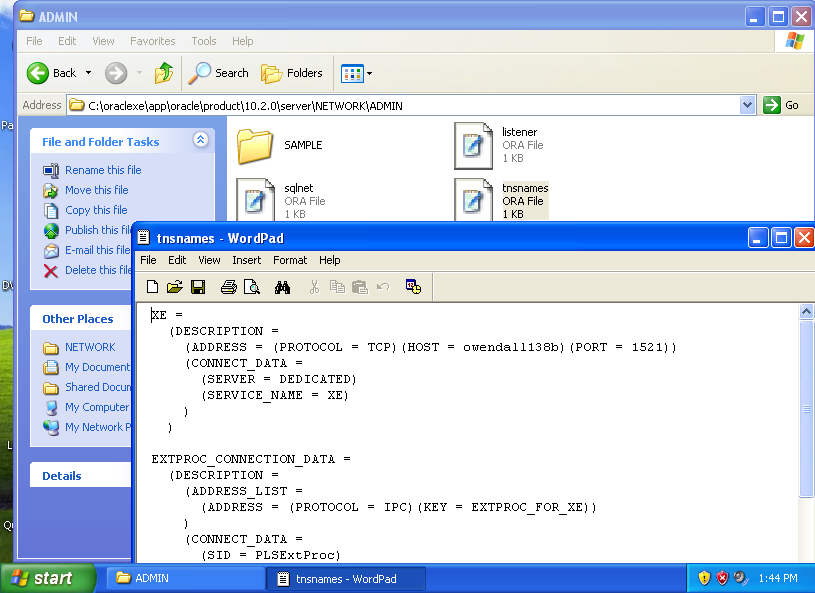 ADMIN
File Edit View Favorites Tools Help
Back Search Folders
Address C:\oraclexe\app\oracle\product\10.2.0\server\NETWORK\ADMIN Go
File and Folder Tasks
Rename this file
Move this file
Copy this file
Publish this
E-mail this file
Delete this file
Other Places
NETWORK
My Document
Shared Docum
My Computer
My Network P
Details
SAMPLE
listener
ORA File
1 KB
sqlnet
ORA File
1 KB
tnsnames
ORA File
1 KB
tnsnames - WordPad
File Edit View Insert Format Help
XE =
(DESCRIPTION =
(ADDRESS = (PROTOCOL = TCP)(HOST = owendall138b)(PORT = 1521))
(CONNECT_DATA =
(SERVER = DEDICATED)
(SERVICE_NAME = XE)
)
)
EXTPROC_CONNECTION_DATA =
(DESCRIPTION =
(ADDRESS_LIST =
(ADDRESS = (PROTOCOL = IPC)(KEY = EXTPROC_FOR_XE))
)
(CONNECT_DATA =
(SID = PLSExtProc)
start ADMIN tnsnames - WordPad 1:44 PM